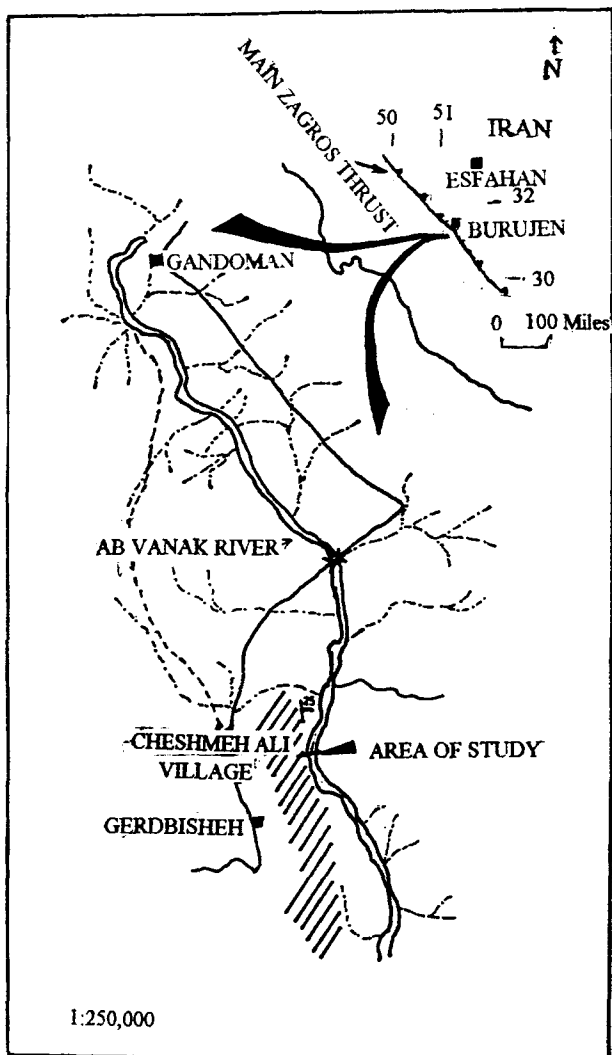 N
MAIN ZAGROS THRUST
50
51
IRAN
ESFAHAN
32
BURUJEN
30
0 100 Miles
GANDOMAN
AB VANAK RIVER
CHESHMEH ALI
VILLAGE
AREA OF STUDY
GERDBISHEH
1:250,000